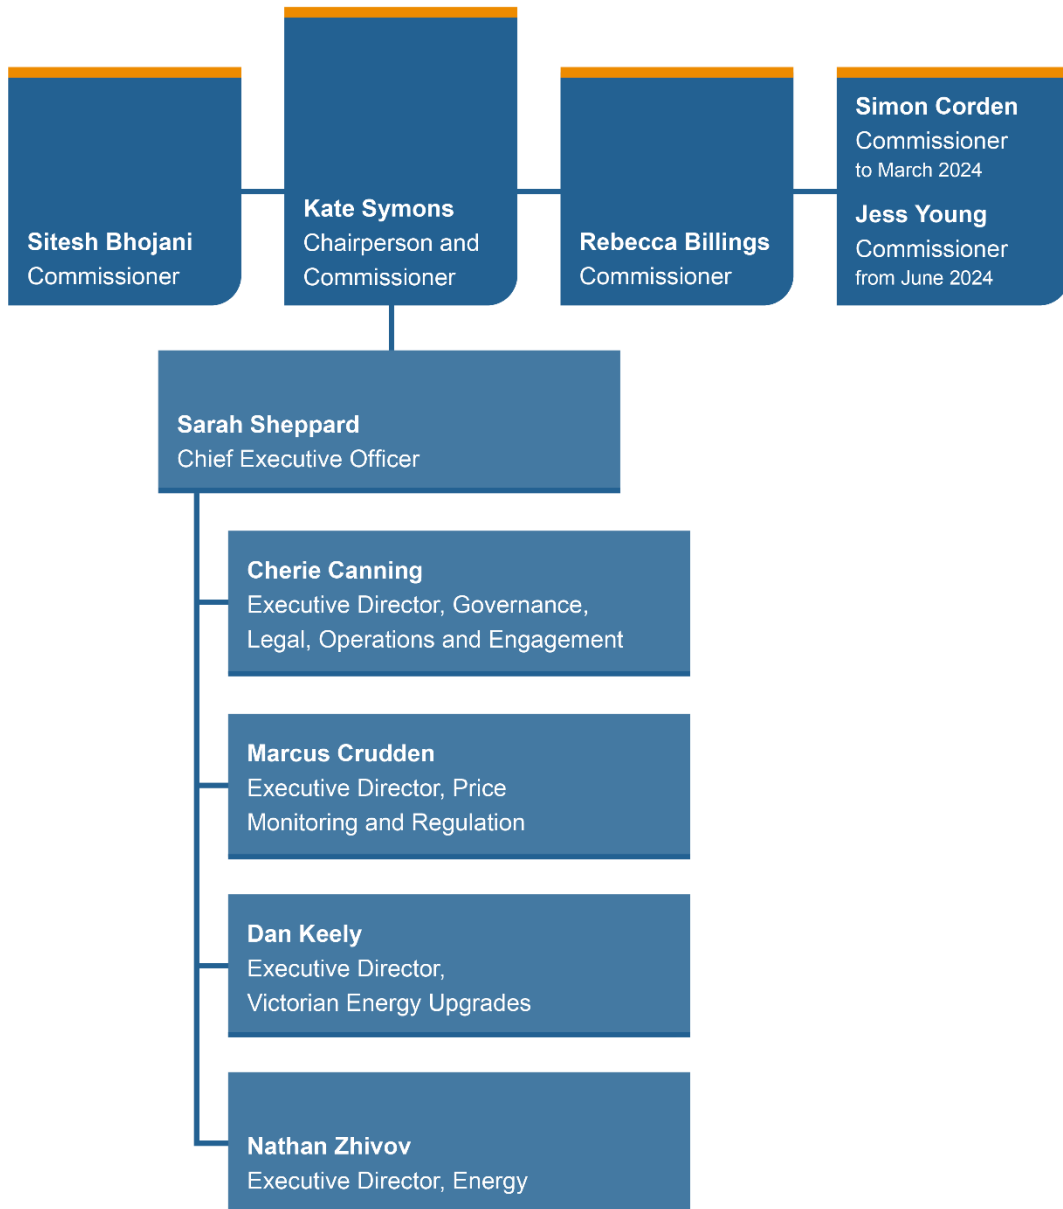 Sitesh Bhojani
Commissioner
Kate Symons
Chairperson and
Commissioner
Rebecca Billings
Commissioner
Simon Corden
Commissioner
to March 2024
Jess Young
Commissioner
from June 2024
Sarah Sheppard
Chief Executive Officer
Cherie Canning
Executive Director, Governance,
Legal, Operations and Engagement
Marcus Crudden
Executive Director, Price
Monitoring and Regulation
Dan Keely
Executive Director,
Victorian Energy Upgrades
Nathan Zhivov
Executive Director, Energy